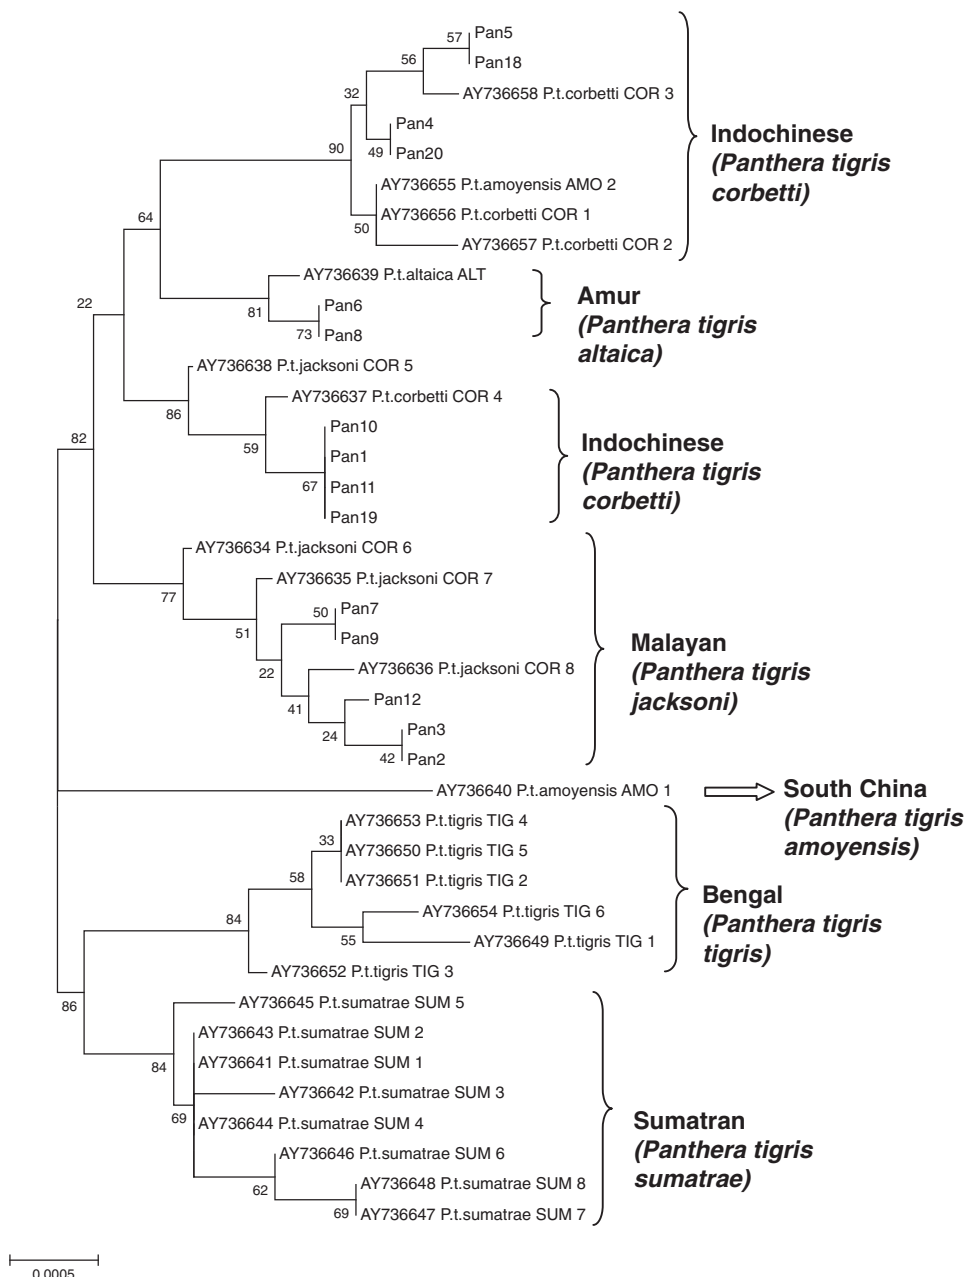 57
Pan5
Pan18
56
AY736658 P.t.corbetti COR 3
32
Pan4
49
Pan20
90
AY736655 P.t.amoyensis AMO 2
AY736656 P.t.corbetti COR 1
50
AY736657 P.t.corbetti COR 2
Indochinese
(Panthera tigris
corbetti)
64
AY736639 P.t.altaica ALT
81
Pan6
73
Pan8
Amur
(Panthera tigris
altaica)
22
AY736638 P.t.jacksoni COR 5
86
AY736637 P.t.corbetti COR 4
59
Pan10
Pan1
67
Pan11
Pan19
Indochinese
(Panthera tigris
corbetti)
82
AY736634 P.t.jacksoni COR 6
77
AY736635 P.t.jacksoni COR 7
51
50
Pan7
Pan9
22
AY736636 P.t.jacksoni COR 8
41
Pan12
24
Pan3
42
Pan2
Malayan
(Panthera tigris
jacksoni)
AY736640 P.t.amoyensis AMO 1
South China
(Panthera tigris
amoyensis)
AY736653 P.t.tigris TIG 4
33
AY736650 P.t.tigris TIG 5
58
AY736651 P.t.tigris TIG 2
84
AY736654 P.t.tigris TIG 6
55
AY736649 P.t.tigris TIG 1
AY736652 P.t.tigris TIG 3
Bengal
(Panthera tigris
tigris)
86
AY736645 P.t.sumatrae SUM 5
84
AY736643 P.t.sumatrae SUM 2
AY736641 P.t.sumatrae SUM 1
AY736642 P.t.sumatrae SUM 3
69
AY736644 P.t.sumatrae SUM 4
AY736646 P.t.sumatrae SUM 6
62
AY736648 P.t.sumatrae SUM 8
69
AY736647 P.t.sumatrae SUM 7
Sumatran
(Panthera tigris
sumatrae)
0.0005